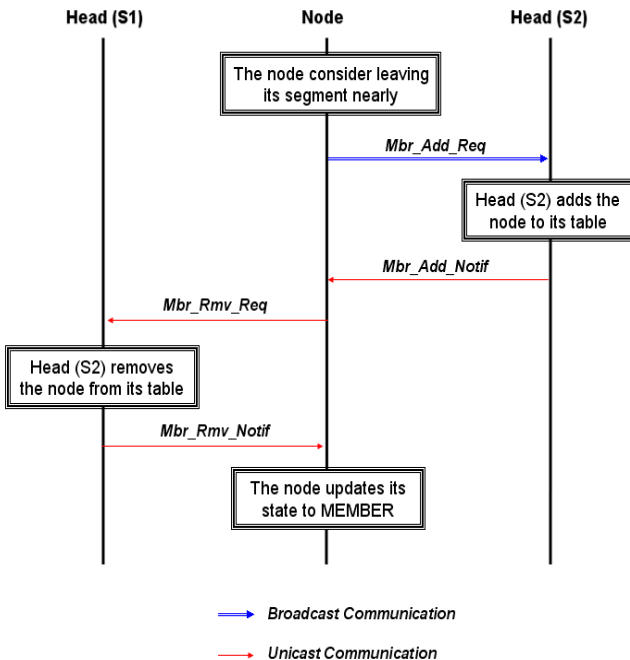 Head (S1) Node Head (S2)
The node consider leaving
its segment nearly
Mbr_Add_Req
Head (S2) adds the
node to its table
Mbr_Add_Notif
Mbr_Rmv_Req
Head (S2) removes
the node from its table
Mbr_Rmv_Notif
The node updates its
state to MEMBER
Broadcast Communication
Unicast Communication